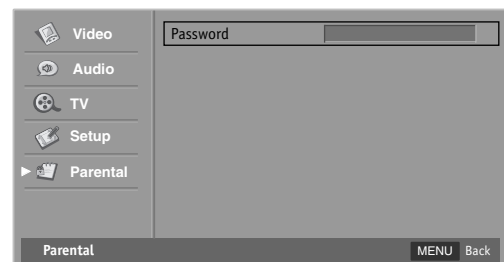 Video
Audio
TV
Setup
Parental
Password
Parental
MENU Back